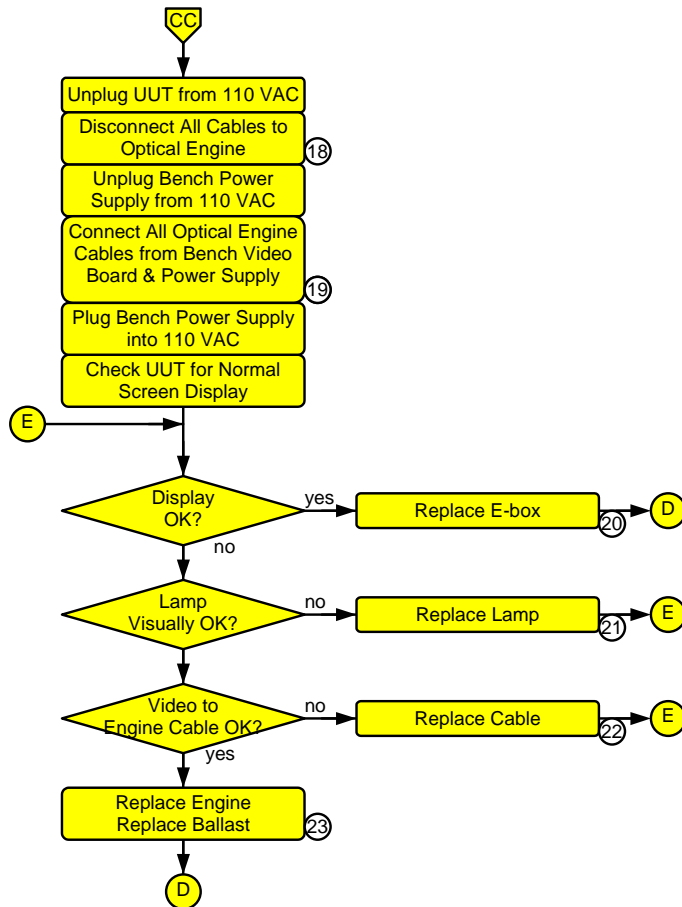 CC
Unplug UUT from 110 VAC
Disconnect All Cables to
Optical Engine
18
Unplug Bench Power
Supply from 110 VAC
Connect All Optical Engine
Cables from Bench Video
Board & Power Supply
19
Plug Bench Power Supply
into 110 VAC
Check UUT for Normal
Screen Display
E
Display
OK?
yes
Replace E-box
20
D
no
Lamp
Visually OK?
no
Replace Lamp
21
E
Video to
Engine Cable OK?
no
Replace Cable
22
E
yes
Replace Engine
Replace Ballast
23
D